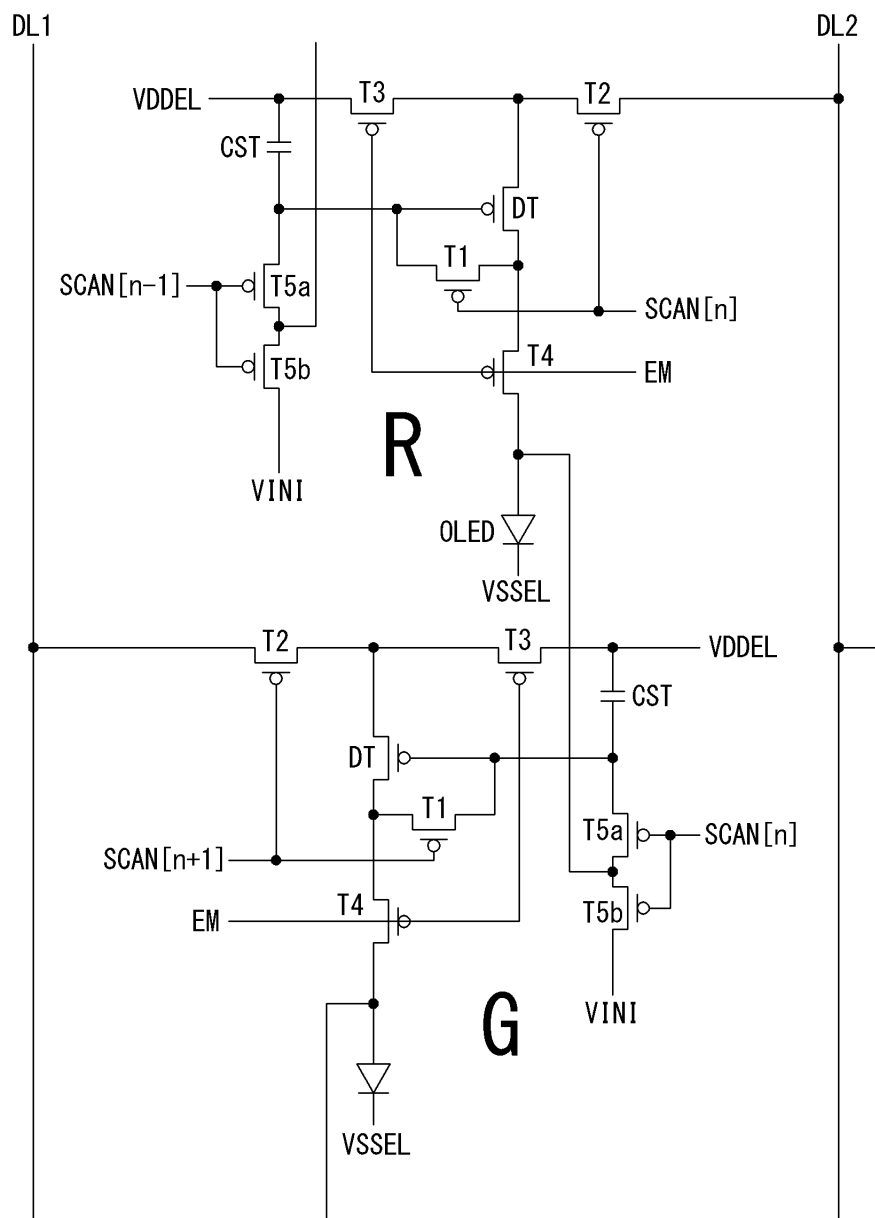 DL1
DL2
VDDEL
T3
T2
CST
DT
T1
SCAN[n-1]
T5a
SCAN[n]
T5b
T4
EM
R
VINI
OLED
VSSEL
T2
T3
VDDEL
CST
DT
T1
T5a
SCAN[n]
SCAN[n+1]
T4
T5b
EM
G
VINI
VSSEL